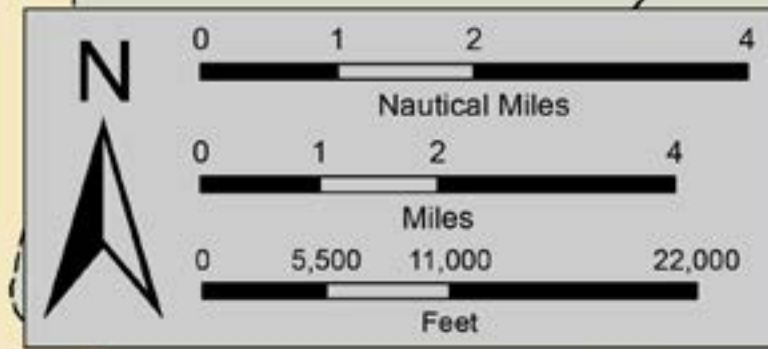 N
0 1 2 4
Nautical Miles
0 1 2 4
Miles
0 5,500 11,000 22,000
Feet